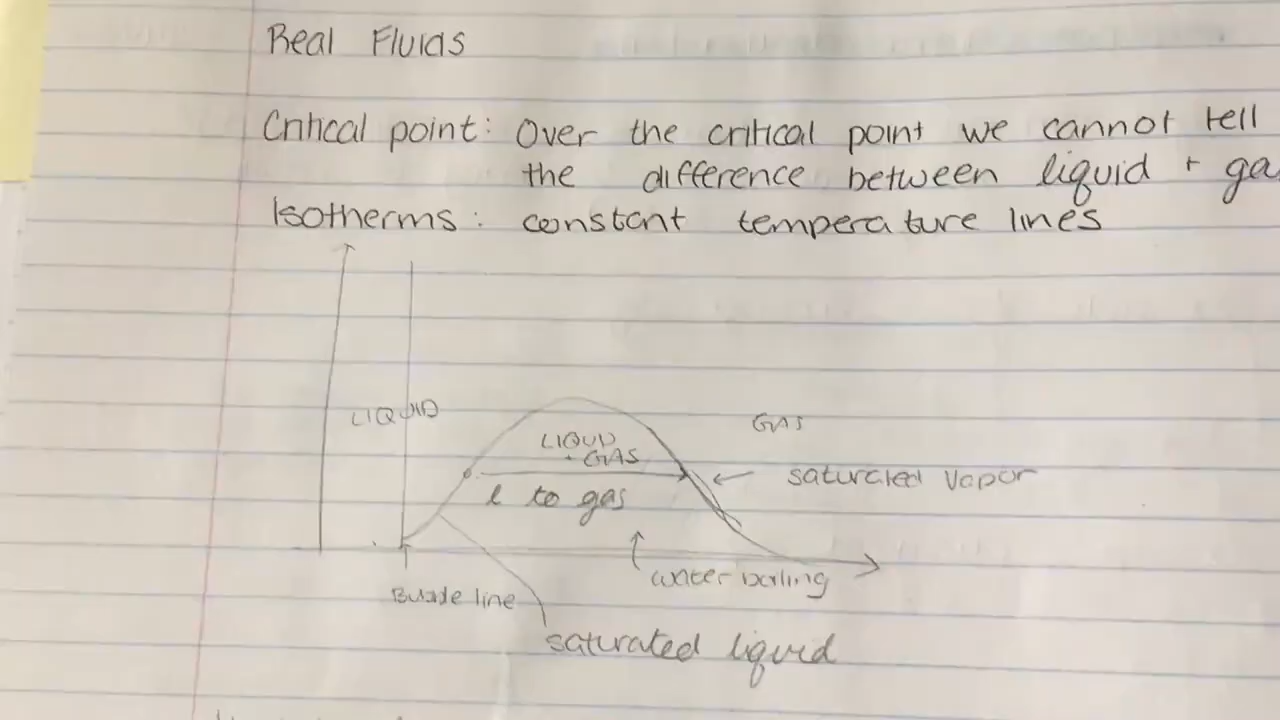 Real Fluids
Critical point: Over the critical point we cannot tell
the difference between liquid + ga
Isotherms: constant temperature lines
LIQUID
GAS
LIQUID
+ GAS
saturated vapor
l to gas
water boiling
Bubble line
saturated liquid